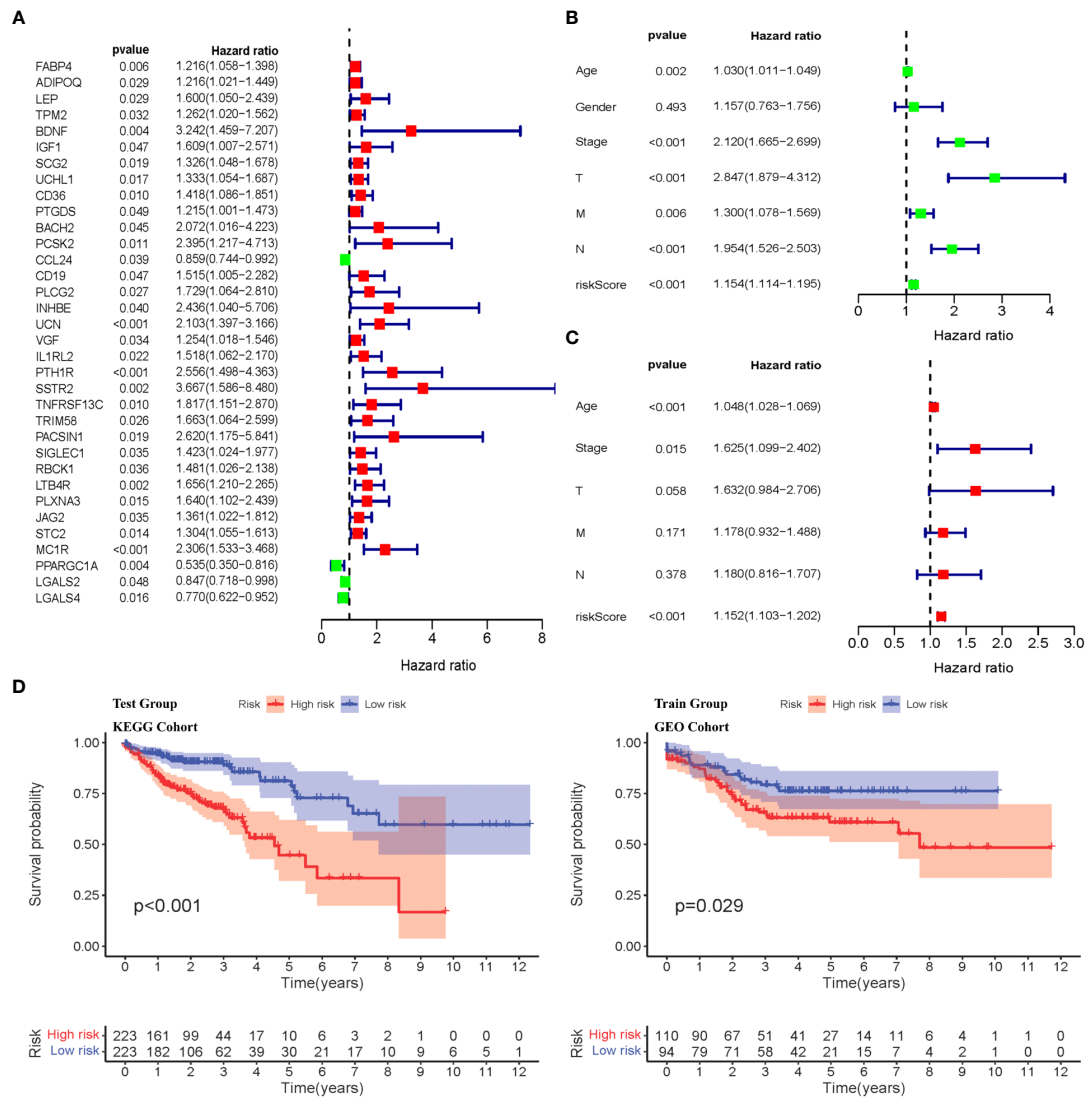 A
pvalue Hazard ratio
FABP4 0.006 1.216(1.058−1.398)
ADIPOQ 0.029 1.216(1.021−1.449)
LEP 0.029 1.600(1.050−2.439)
TPM2 0.032 1.262(1.020−1.562)
BDNF 0.004 3.242(1.459−7.207)
IGF1 0.047 1.609(1.007−2.571)
SCG2 0.019 1.326(1.048−1.678)
UCHL1 0.017 1.333(1.054−1.687)
CD36 0.010 1.418(1.086−1.851)
PTGDS 0.049 1.215(1.001−1.473)
BACH2 0.045 2.072(1.016−4.223)
PCSK2 0.011 2.395(1.217−4.713)
CCL24 0.039 0.859(0.744−0.992)
CD19 0.047 1.515(1.005−2.282)
PLCG2 0.027 1.729(1.064−2.810)
INHBE 0.040 2.436(1.040−5.706)
UCN <0.001 2.103(1.397−3.166)
VGF 0.034 1.254(1.018−1.546)
IL1RL2 0.022 1.518(1.062−2.170)
PTH1R <0.001 2.556(1.498−4.363)
SSTR2 0.002 3.667(1.586−8.480)
TNFRSF13C 0.010 1.817(1.151−2.870)
TRIM58 0.026 1.663(1.064−2.599)
PACSIN1 0.019 2.620(1.175−5.841)
SIGLEC1 0.035 1.423(1.024−1.977)
RBCK1 0.036 1.481(1.026−2.138)
LTB4R 0.002 1.656(1.210−2.265)
PLXNA3 0.015 1.640(1.102−2.439)
JAG2 0.035 1.361(1.022−1.812)
STC2 0.014 1.304(1.055−1.613)
MC1R <0.001 2.306(1.533−3.468)
PPARGC1A 0.004 0.535(0.350−0.816)
LGALS2 0.048 0.847(0.718−0.998)
LGALS4 0.016 0.770(0.622−0.952)
0 2 4 6 8
Hazard ratio
B
pvalue Hazard ratio
Age 0.002 1.030(1.011−1.049)
Gender 0.493 1.157(0.763−1.756)
Stage <0.001 2.120(1.665−2.699)
T <0.001 2.847(1.879−4.312)
M 0.006 1.300(1.078−1.569)
N <0.001 1.954(1.526−2.503)
riskScore <0.001 1.154(1.114−1.195)
0 1 2 3 4
Hazard ratio
C
pvalue Hazard ratio
Age <0.001 1.048(1.028−1.069)
Stage 0.015 1.625(1.099−2.402)
T 0.058 1.632(0.984−2.706)
M 0.171 1.178(0.932−1.488)
N 0.378 1.180(0.816−1.707)
riskScore <0.001 1.152(1.103−1.202)
0.0 0.5 1.0 1.5 2.0 2.5 3.0
Hazard ratio
D
Test Group
KEGG Cohort
Risk High risk Low risk
Survival probability
1.00
0.75
0.50
0.25
0.00
p<0.001
0 1 2 3 4 5 6 7 8 9 10 11 12
Time(years)
Risk
High risk 223 161 99 44 17 10 6 3 2 1 0 0 0
Low risk 223 182 106 62 39 30 21 17 10 9 6 5 1
0 1 2 3 4 5 6 7 8 9 10 11 12
Time(years)
Train Group
GEO Cohort
Risk High risk Low risk
Survival probability
1.00
0.75
0.50
0.25
0.00
p=0.029
0 1 2 3 4 5 6 7 8 9 10 11 12
Time(years)
Risk
High risk 110 90 67 51 41 27 14 11 6 4 1 1 0
Low risk 94 79 71 58 42 21 15 7 4 2 1 0 0
0 1 2 3 4 5 6 7 8 9 10 11 12
Time(years)